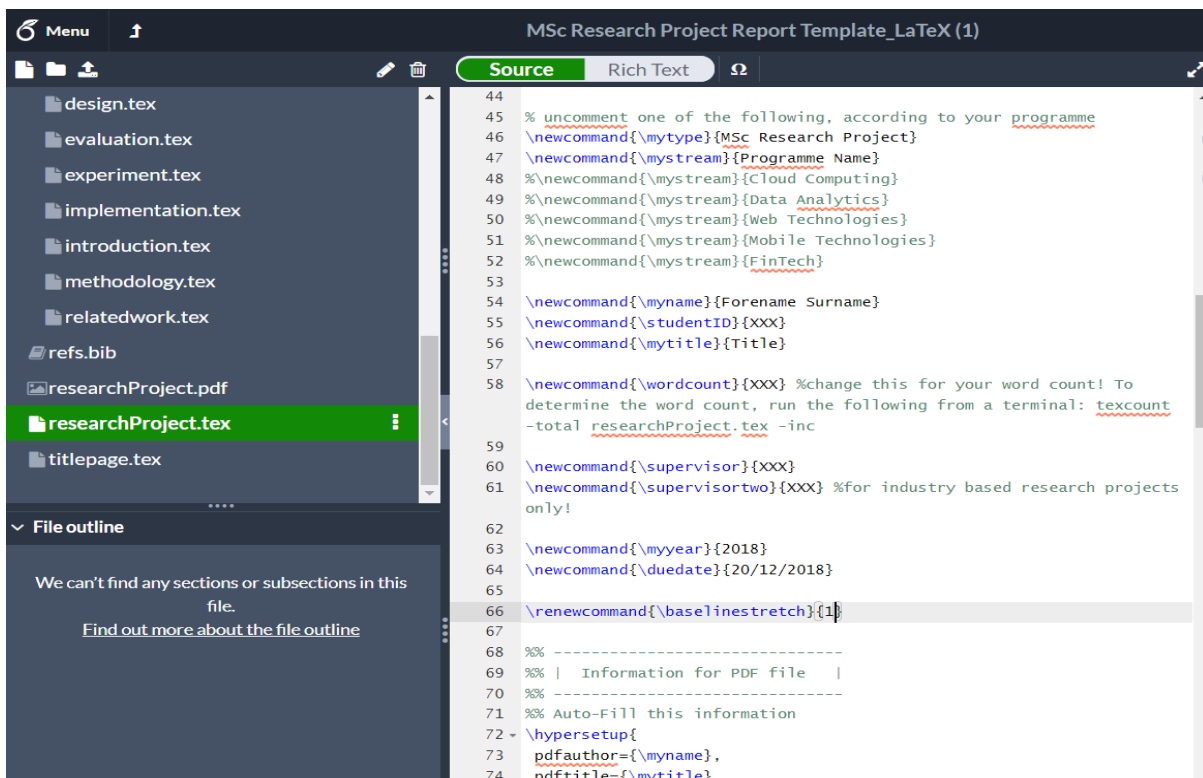 Menu
MSc Research Project Report Template_LaTeX (1)
Source Rich Text Ω
design.tex
evaluation.tex
experiment.tex
implementation.tex
introduction.tex
methodology.tex
relatedwork.tex
refs.bib
researchProject.pdf
researchProject.tex
titlepage.tex
File outline
We can't find any sections or subsections in this
file.
Find out more about the file outline
44
45 % uncomment one of the following, according to your programme
46 \newcommand{\mytype}{MSc Research Project}
47 \newcommand{\mystream}{Programme Name}
48 %\newcommand{\mystream}{Cloud Computing}
49 %\newcommand{\mystream}{Data Analytics}
50 %\newcommand{\mystream}{Web Technologies}
51 %\newcommand{\mystream}{Mobile Technologies}
52 %\newcommand{\mystream}{FinTech}
53
54 \newcommand{\myname}{Forename Surname}
55 \newcommand{\studentID}{XXX}
56 \newcommand{\mytitle}{Title}
57
58 \newcommand{\wordcount}{XXX} %change this for your word count! To
determine the word count, run the following from a terminal: texcount
-total researchProject.tex -inc
59
60 \newcommand{\supervisor}{XXX}
61 \newcommand{\supervisortwo}{XXX} %for industry based research projects
only!
62
63 \newcommand{\myyear}{2018}
64 \newcommand{\duedate}{20/12/2018}
65
66 \renewcommand{\baselinestretch}{1}
67
68 %% -------------------------------
69 %% | Information for PDF file |
70 %% -------------------------------
71 %% Auto-Fill this information
72 \hypersetup{
73 pdfauthor={\myname},
74 pdftitle={\mytitle}